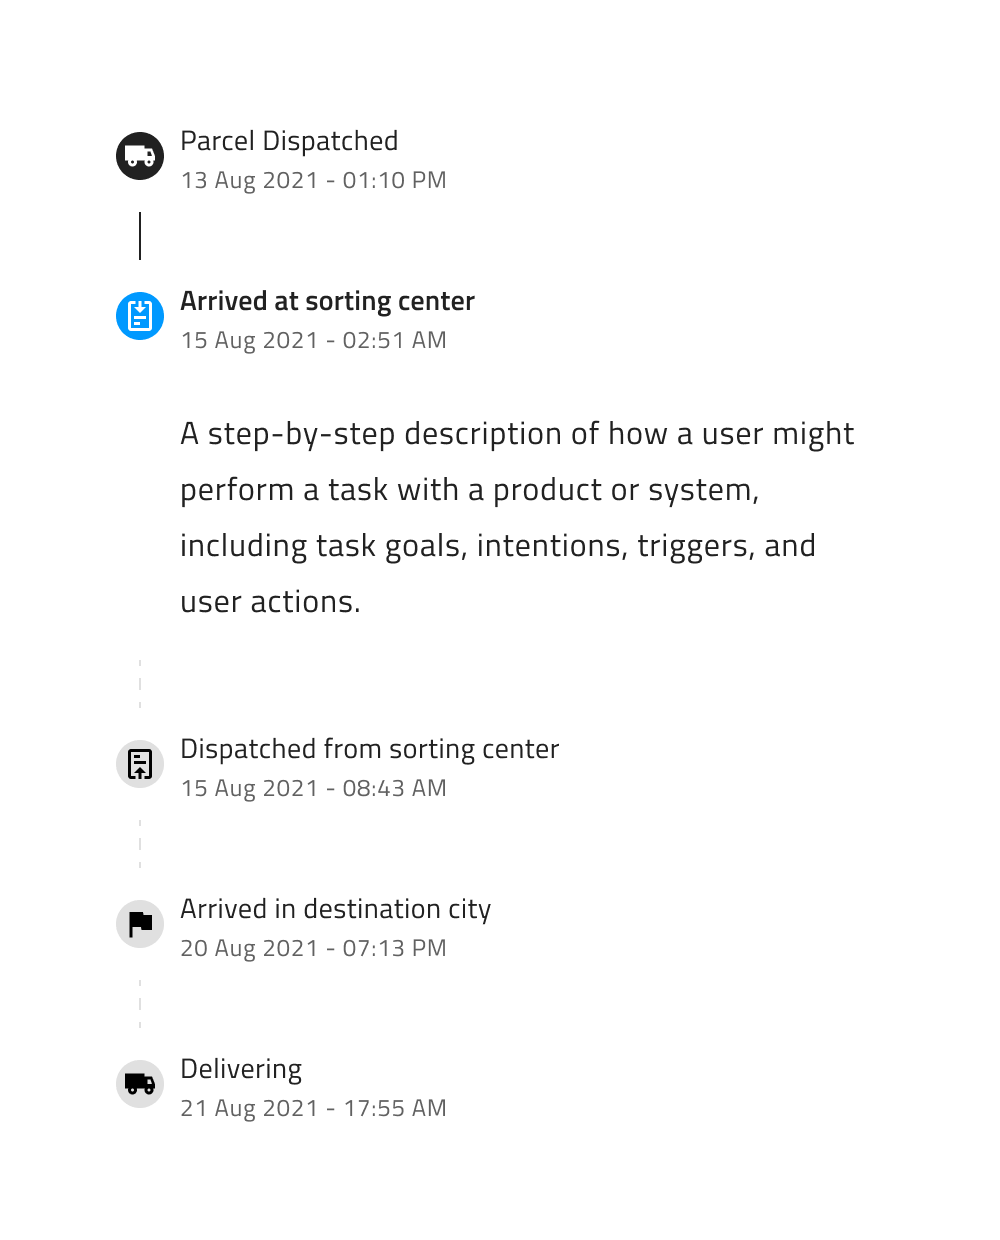 Parcel Dispatched
13 Aug 2021 - 01:10 PM
Arrived at sorting center
15 Aug 2021 - 02:51 AM
A step-by-step description of how a user might
perform a task with a product or system,
including task goals, intentions, triggers, and
user actions.
Dispatched from sorting center
15 Aug 2021 - 08:43 AM
Arrived in destination city
20 Aug 2021 - 07:13 PM
Delivering
21 Aug 2021 - 17:55 AM